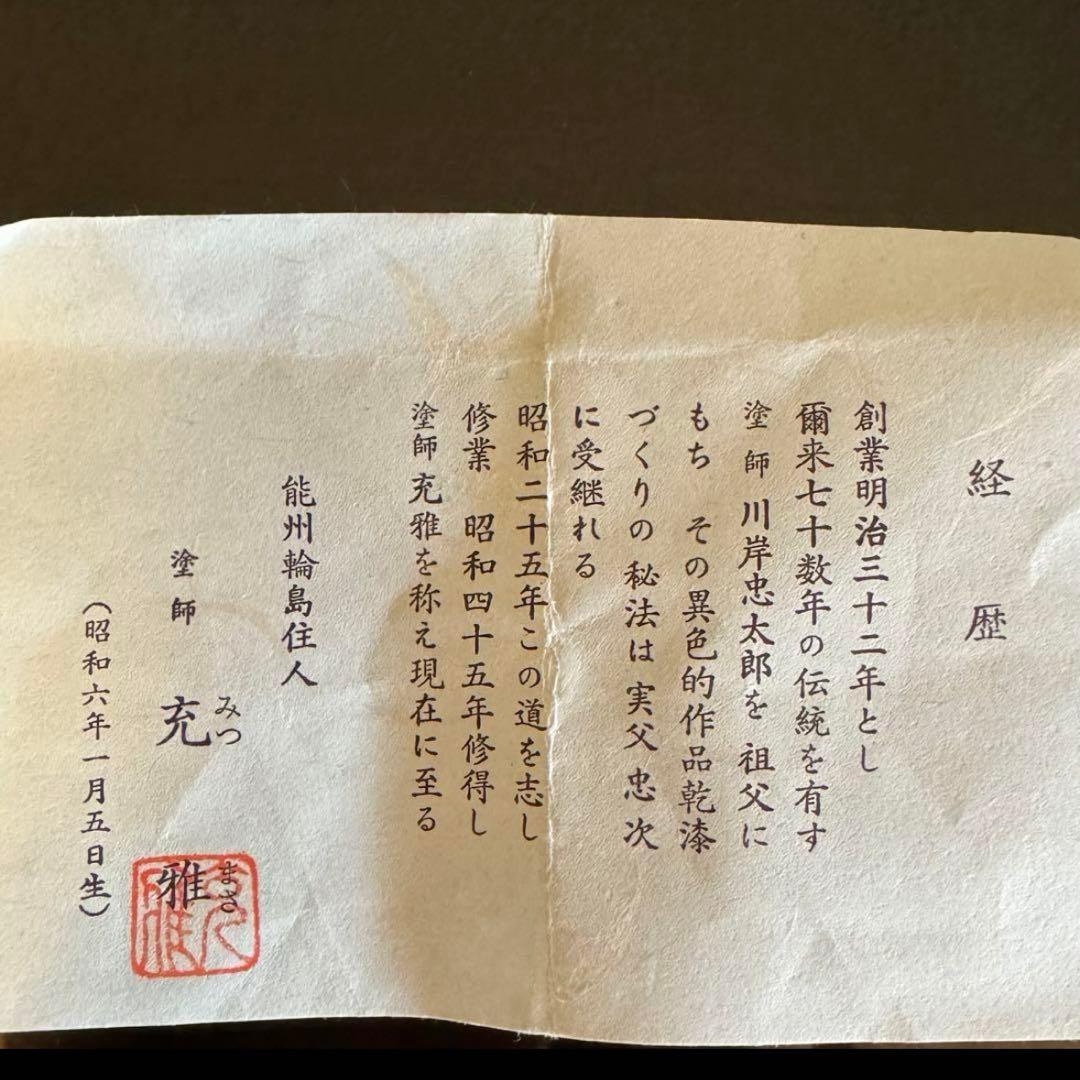 経歴
創業明治三十二年とし
爾来七十数年の伝統を有す
塗師 川岸忠太郎を 祖父に
もち その異色的作品乾漆
づくりの秘法は 実父 忠次
に受継れる
昭和二十五年この道を志し
修業 昭和四十五年修得し
塗師 充雅を称え現在に至る
能州輪島住人
塗師 充雅
みつまさ
(昭和六年一月五日生)
充雅